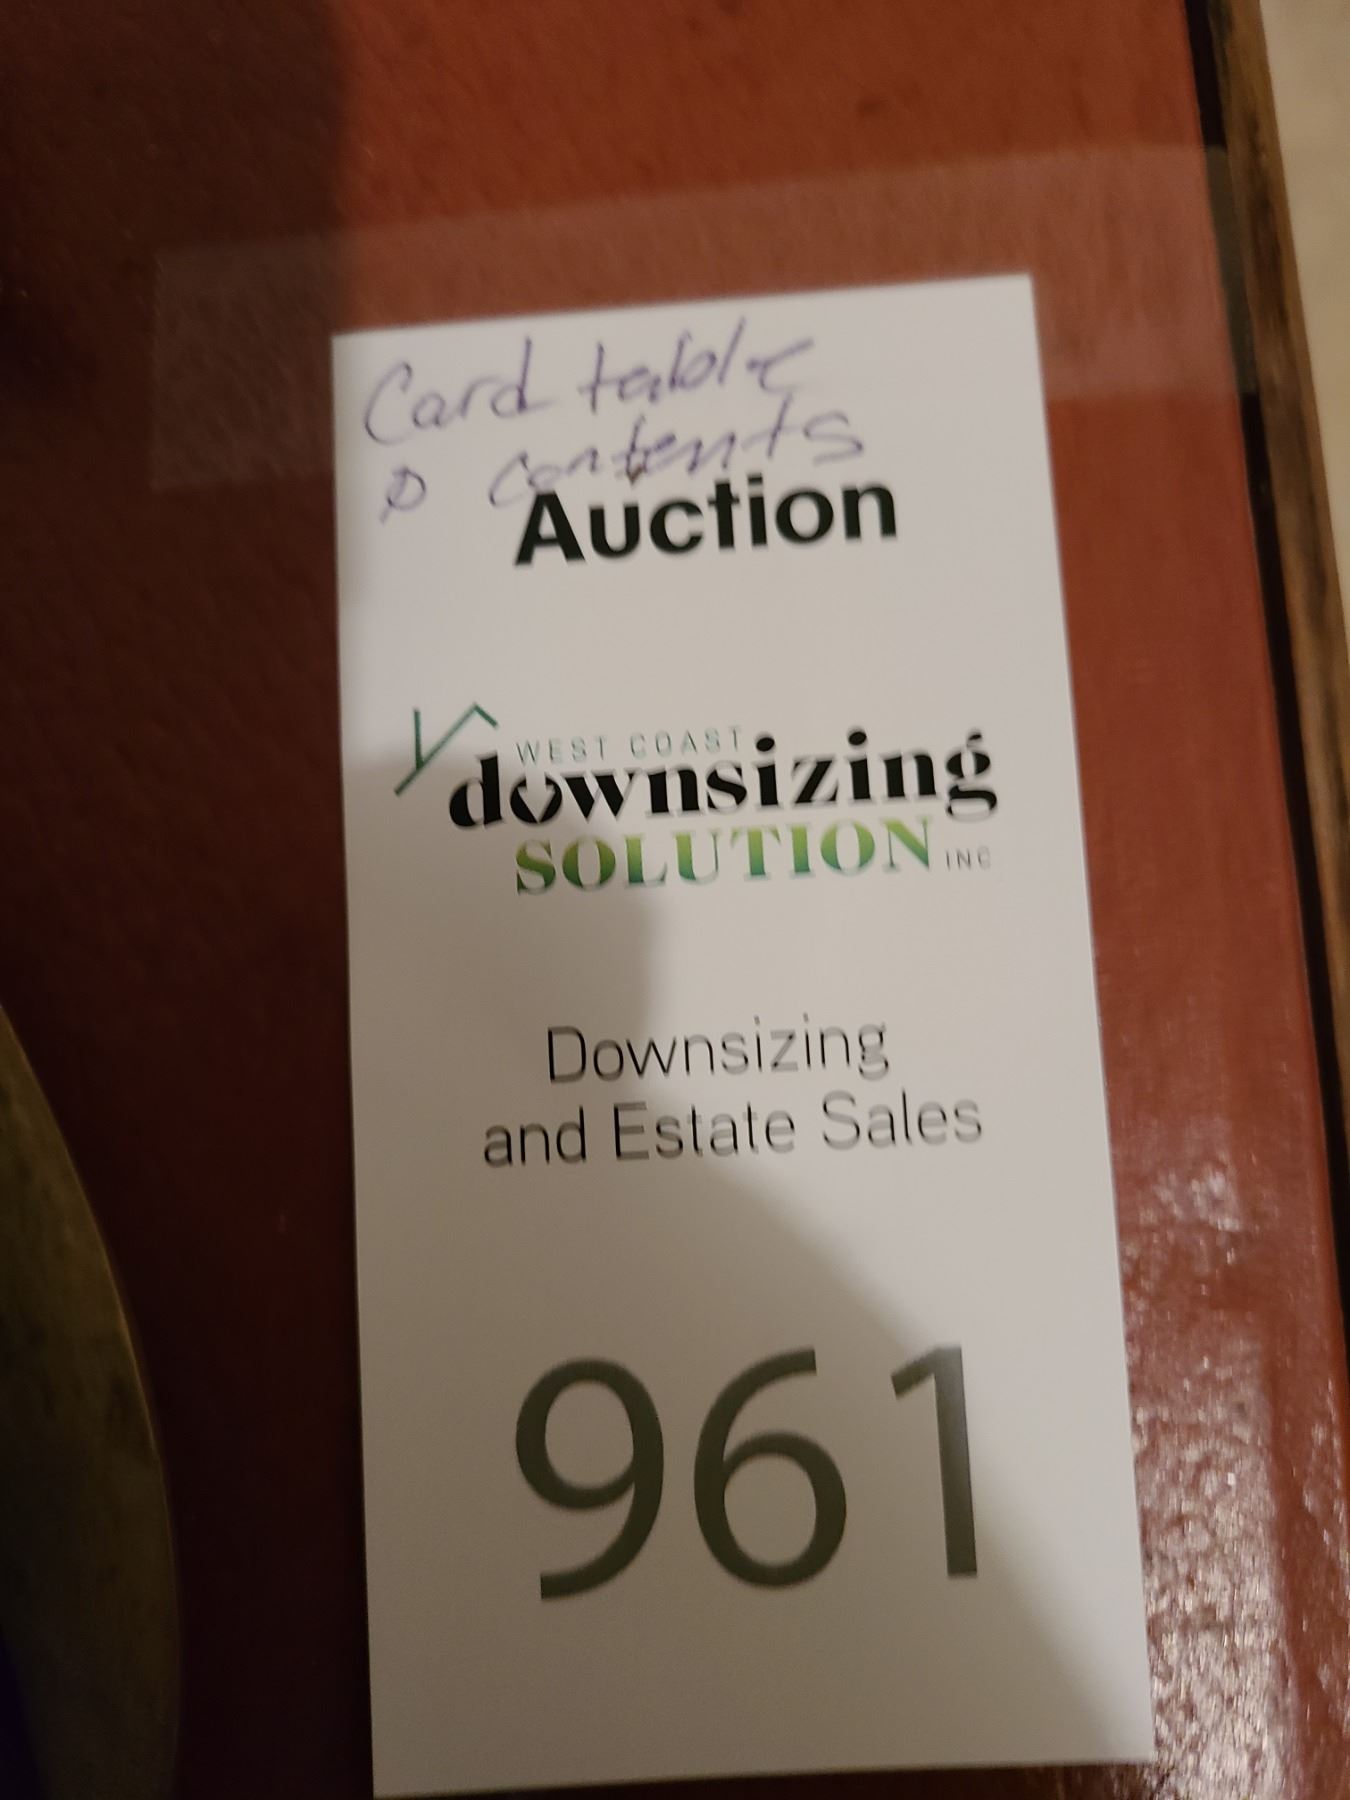 Card table
& contents
Auction
WEST COAST
downsizing
SOLUTION INC
Downsizing
and Estate Sales
961